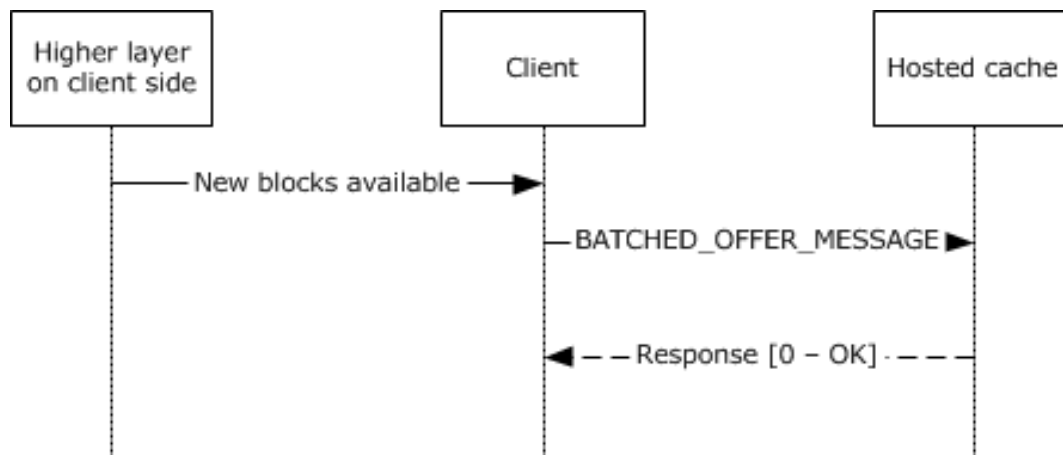 Higher layer
on client side
Client
Hosted cache
New blocks available
BATCHED_OFFER_MESSAGE
Response [0 – OK]